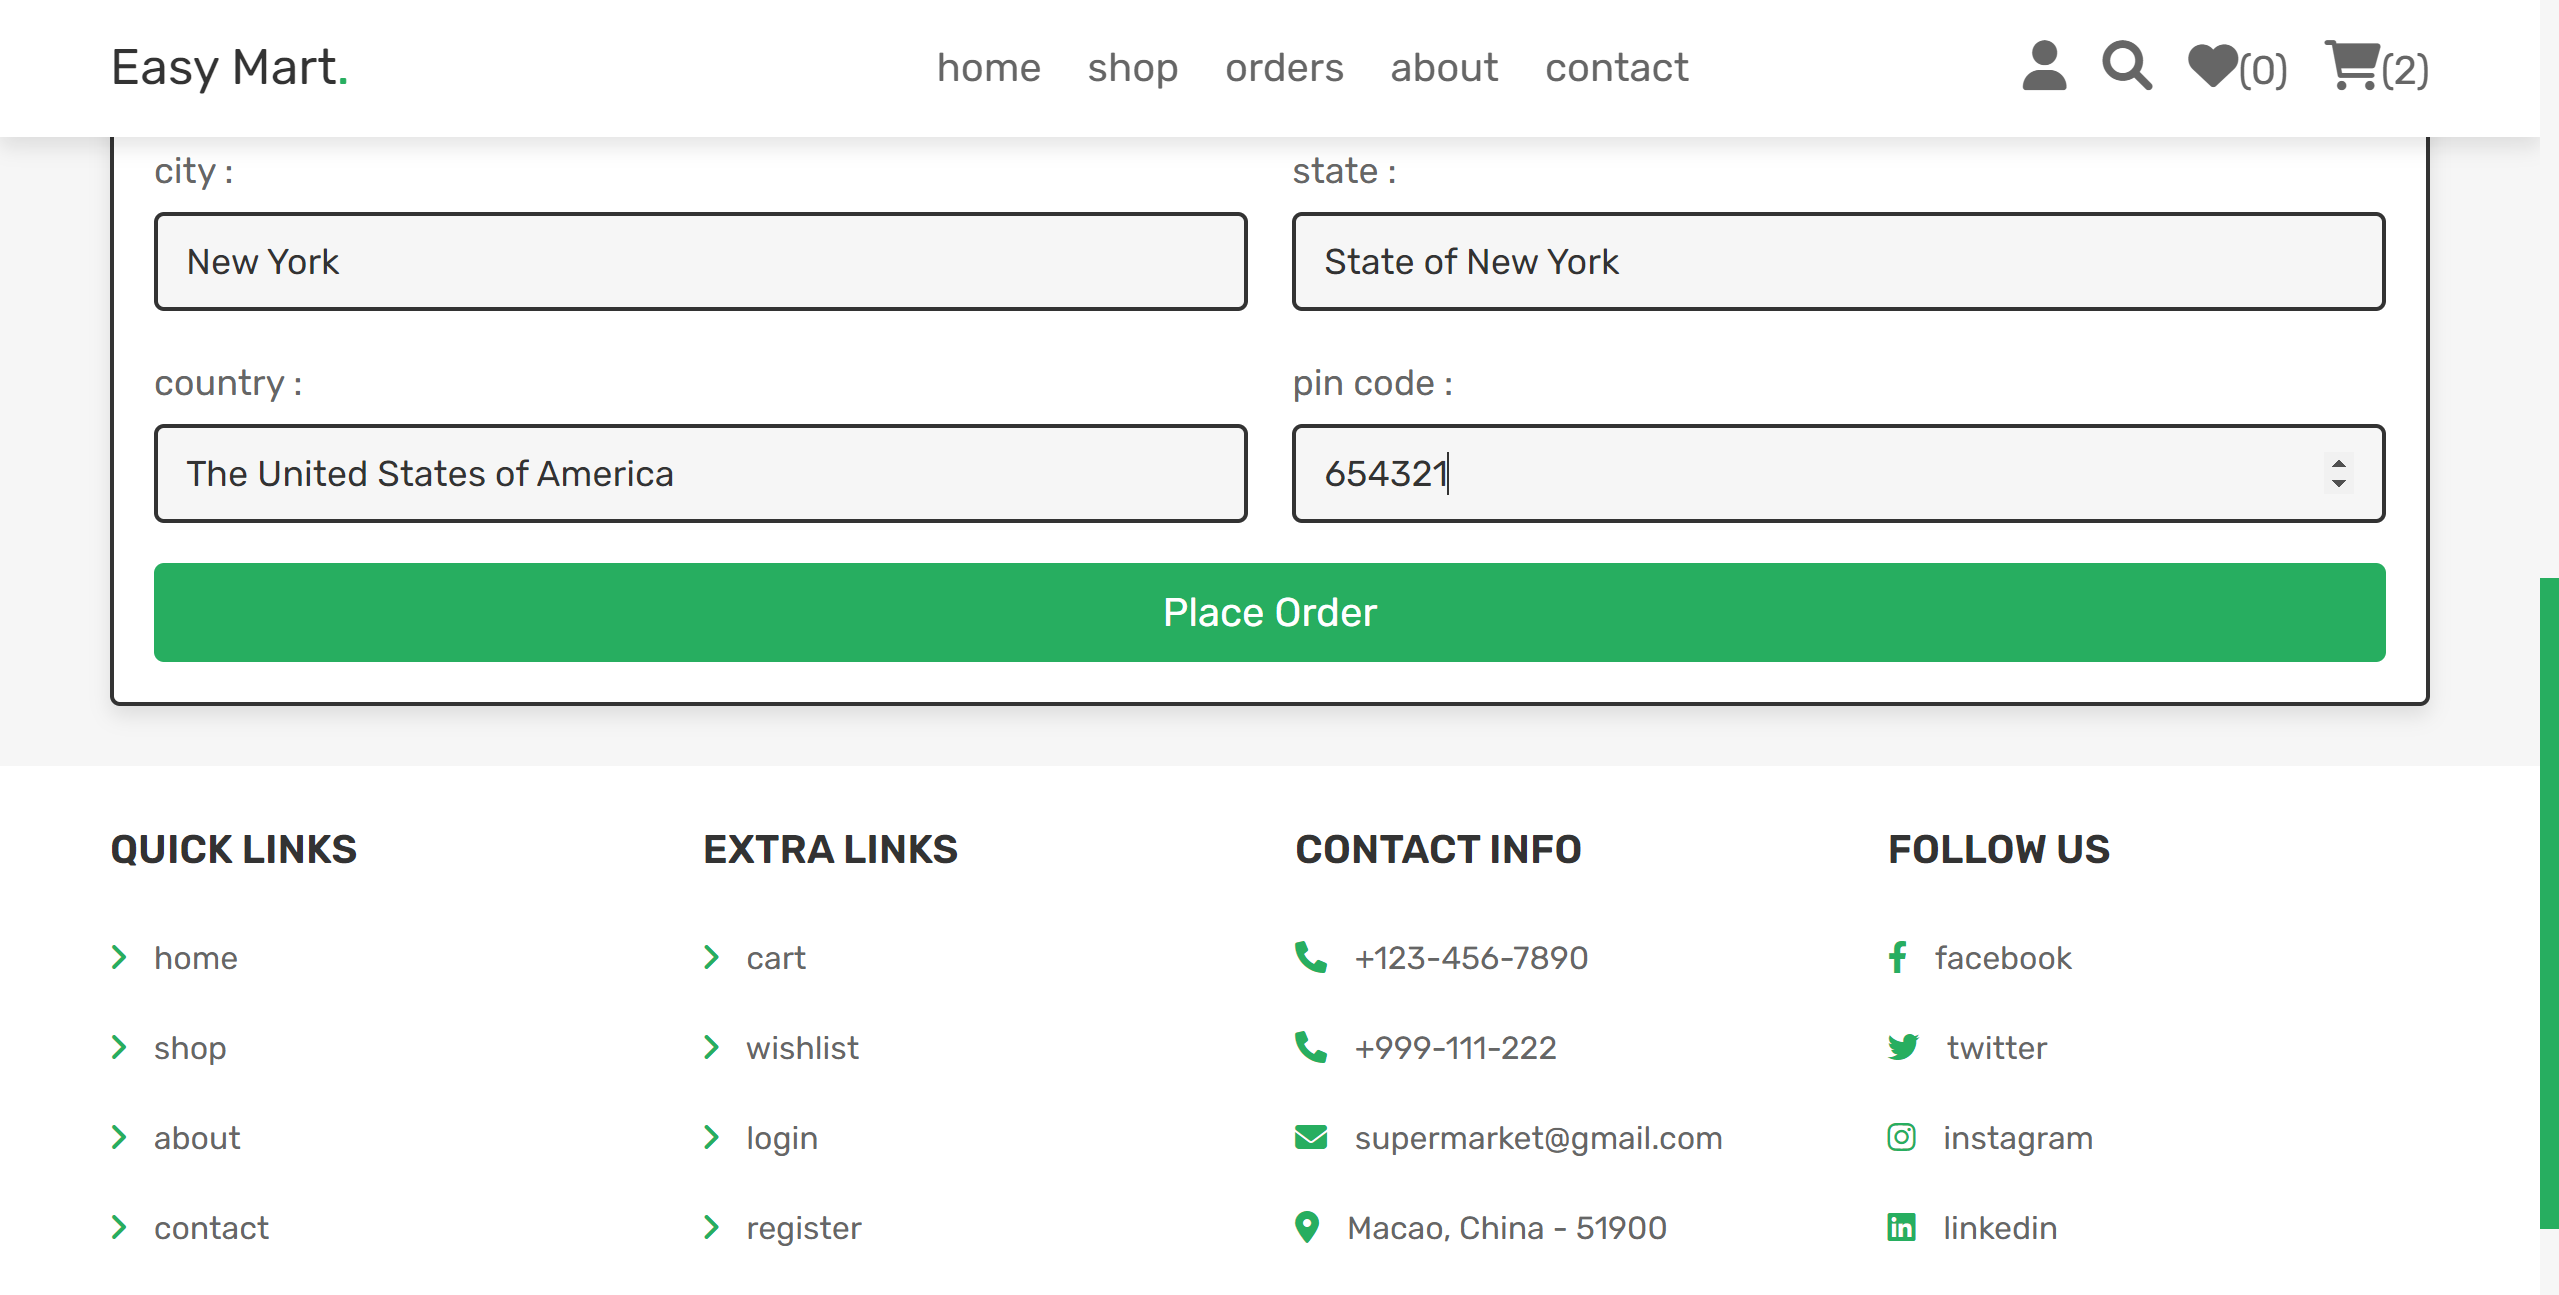 Easy Mart.
home shop orders about contact
(0) (2)
city : state :
New York State of New York
country : pin code :
The United States of America 654321
Place Order
QUICK LINKS EXTRA LINKS CONTACT INFO FOLLOW US
home cart +123-456-7890 facebook
shop wishlist +999-111-222 twitter
about login supermarket@gmail.com instagram
contact register Macao, China - 51900 linkedin